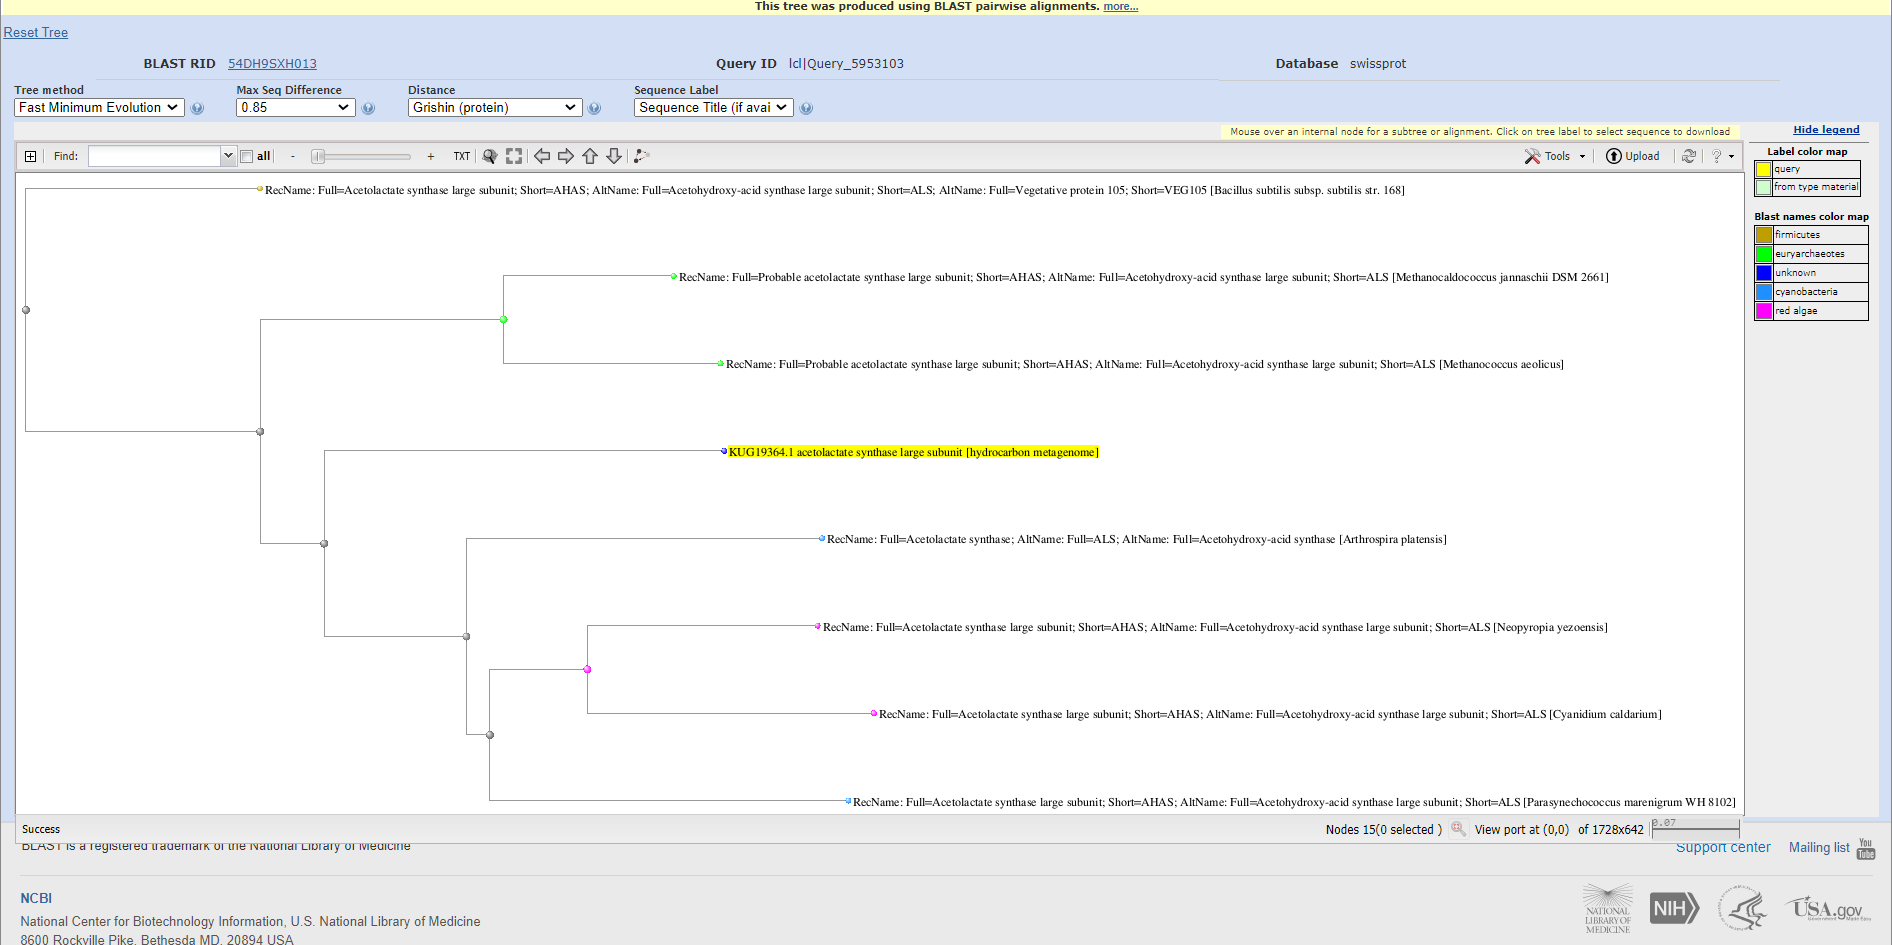 This tree was produced using BLAST pairwise alignments. more...
Reset Tree
BLAST RID 54DH9SXH013 Query ID lcl|Query_5953103 Database swissprot
Tree method Max Seq Difference Distance Sequence Label
Fast Minimum Evolution 0.85 Grishin (protein) Sequence Title (if avai
Mouse over an internal node for a subtree or alignment. Click on tree label to select sequence to download Hide legend
Find: all - + TXT Tools Upload ?
Label color map
query
from type material
Blast names color map
firmicutes
euryarchaeotes
unknown
cyanobacteria
red algae
RecName: Full=Acetolactate synthase large subunit; Short=AHAS; AltName: Full=Acetohydroxy-acid synthase large subunit; Short=ALS; AltName: Full=Vegetative protein 105; Short=VEG105 [Bacillus subtilis subsp. subtilis str. 168]
RecName: Full=Probable acetolactate synthase large subunit; Short=AHAS; AltName: Full=Acetohydroxy-acid synthase large subunit; Short=ALS [Methanocaldococcus jannaschii DSM 2661]
RecName: Full=Probable acetolactate synthase large subunit; Short=AHAS; AltName: Full=Acetohydroxy-acid synthase large subunit; Short=ALS [Methanococcus aeolicus]
KUG19364.1 acetolactate synthase large subunit [hydrocarbon metagenome]
RecName: Full=Acetolactate synthase; AltName: Full=ALS; AltName: Full=Acetohydroxy-acid synthase [Arthrospira platensis]
RecName: Full=Acetolactate synthase large subunit; Short=AHAS; AltName: Full=Acetohydroxy-acid synthase large subunit; Short=ALS [Neopyropia yezoensis]
RecName: Full=Acetolactate synthase large subunit; Short=AHAS; AltName: Full=Acetohydroxy-acid synthase large subunit; Short=ALS [Cyanidium caldarium]
RecName: Full=Acetolactate synthase large subunit; Short=AHAS; AltName: Full=Acetohydroxy-acid synthase large subunit; Short=ALS [Parasynechococcus marenigrum WH 8102]
Success Nodes 15(0 selected ) View port at (0,0) of 1728x642 0.07
BLAST is a registered trademark of the National Library of Medicine Support center Mailing list You Tube
NCBI
National Center for Biotechnology Information, U.S. National Library of Medicine
8600 Rockville Pike, Bethesda MD, 20894 USA
NATIONAL
LIBRARY OF
MEDICINE
NIH
USA.gov